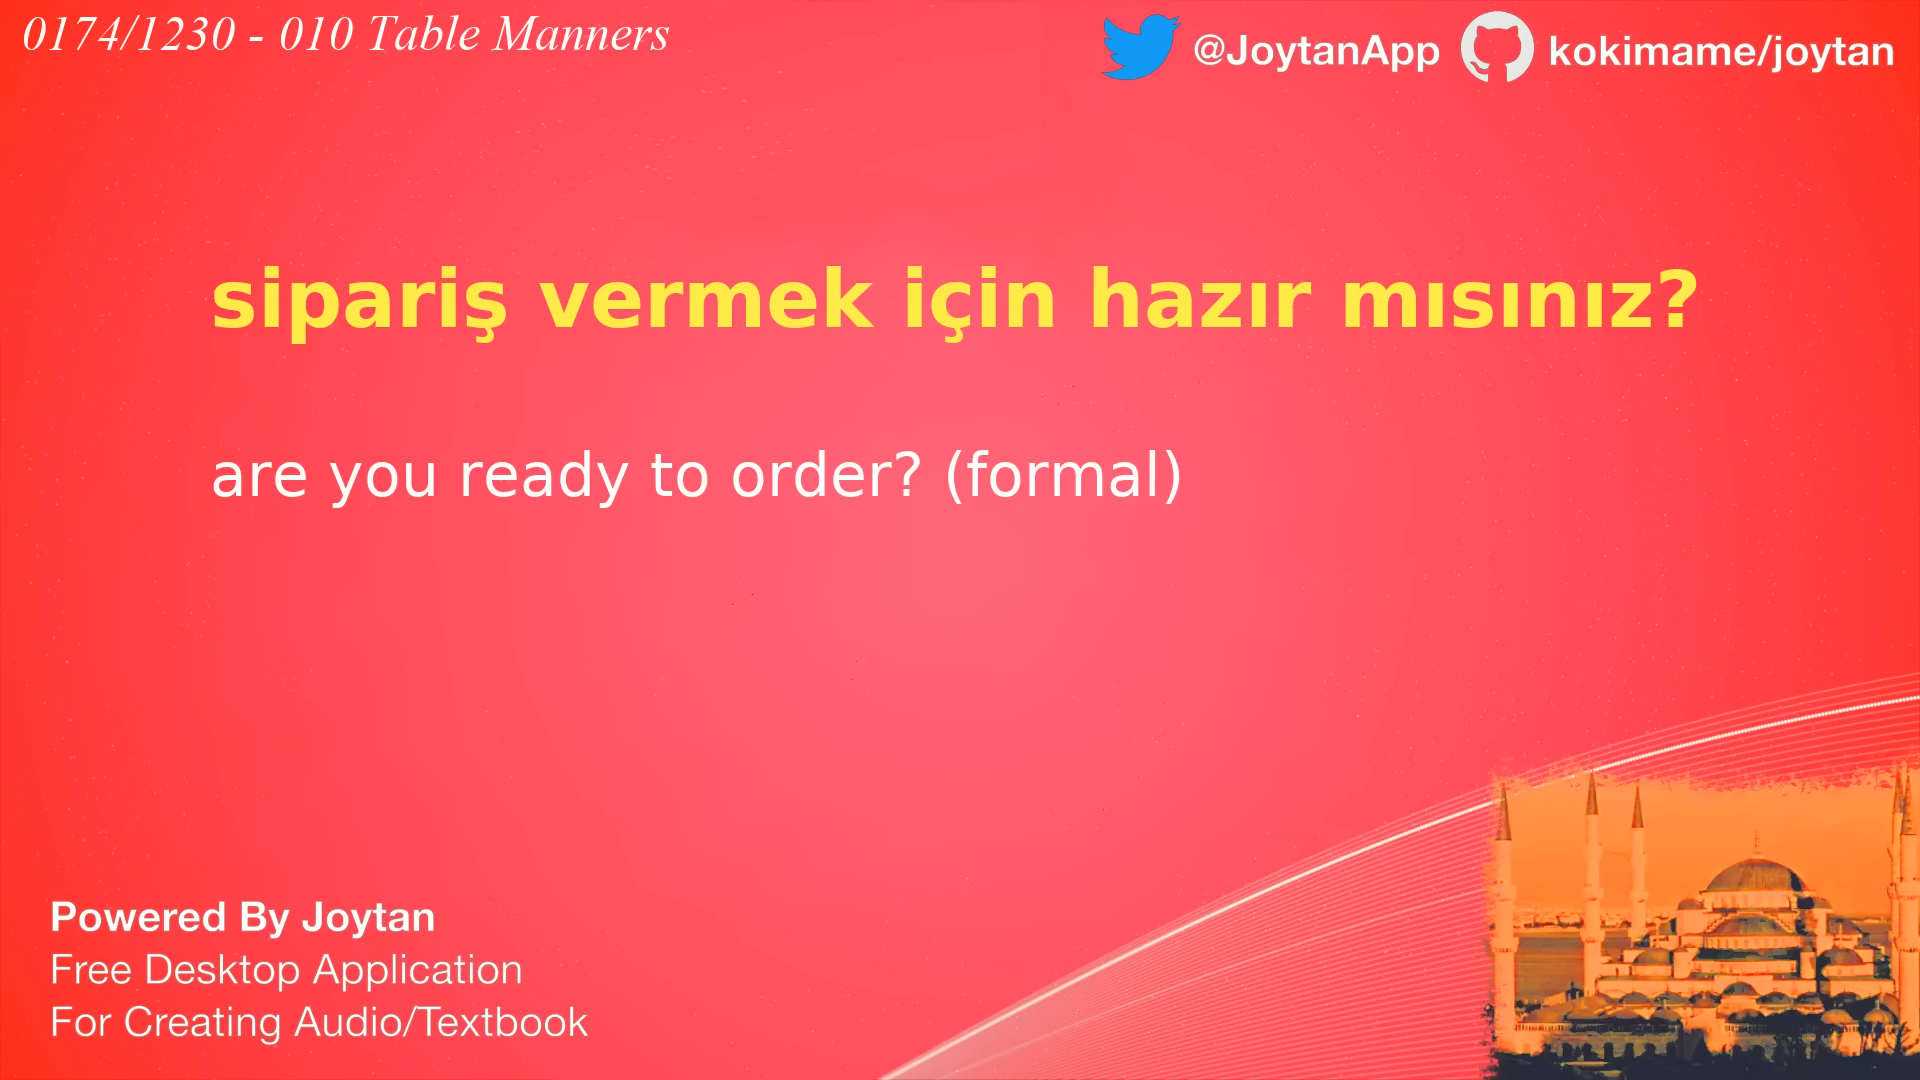 0174/1230 - 010 Table Manners
@JoytanApp
kokimame/joytan
sipariş vermek için hazır mısınız?
are you ready to order? (formal)
Powered By Joytan
Free Desktop Application
For Creating Audio/Textbook